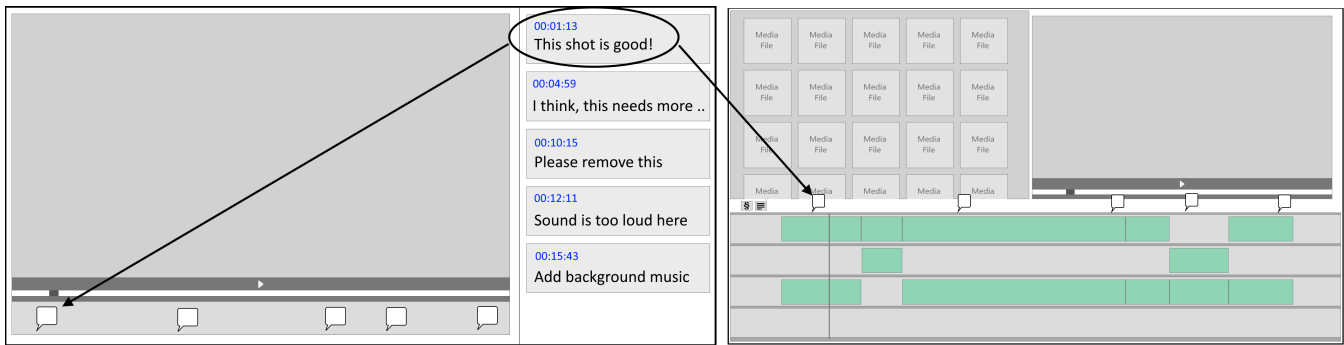 00:01:13
This shot is good!
00:04:59
I think, this needs more ..
00:10:15
Please remove this
00:12:11
Sound is too loud here
00:15:43
Add background music
Media Media Media Media Media
File File File File File
Media Media Media Media Media
File File File File File
Media Media Media Media Media
File File File File File
Media Media Media Media Media
§